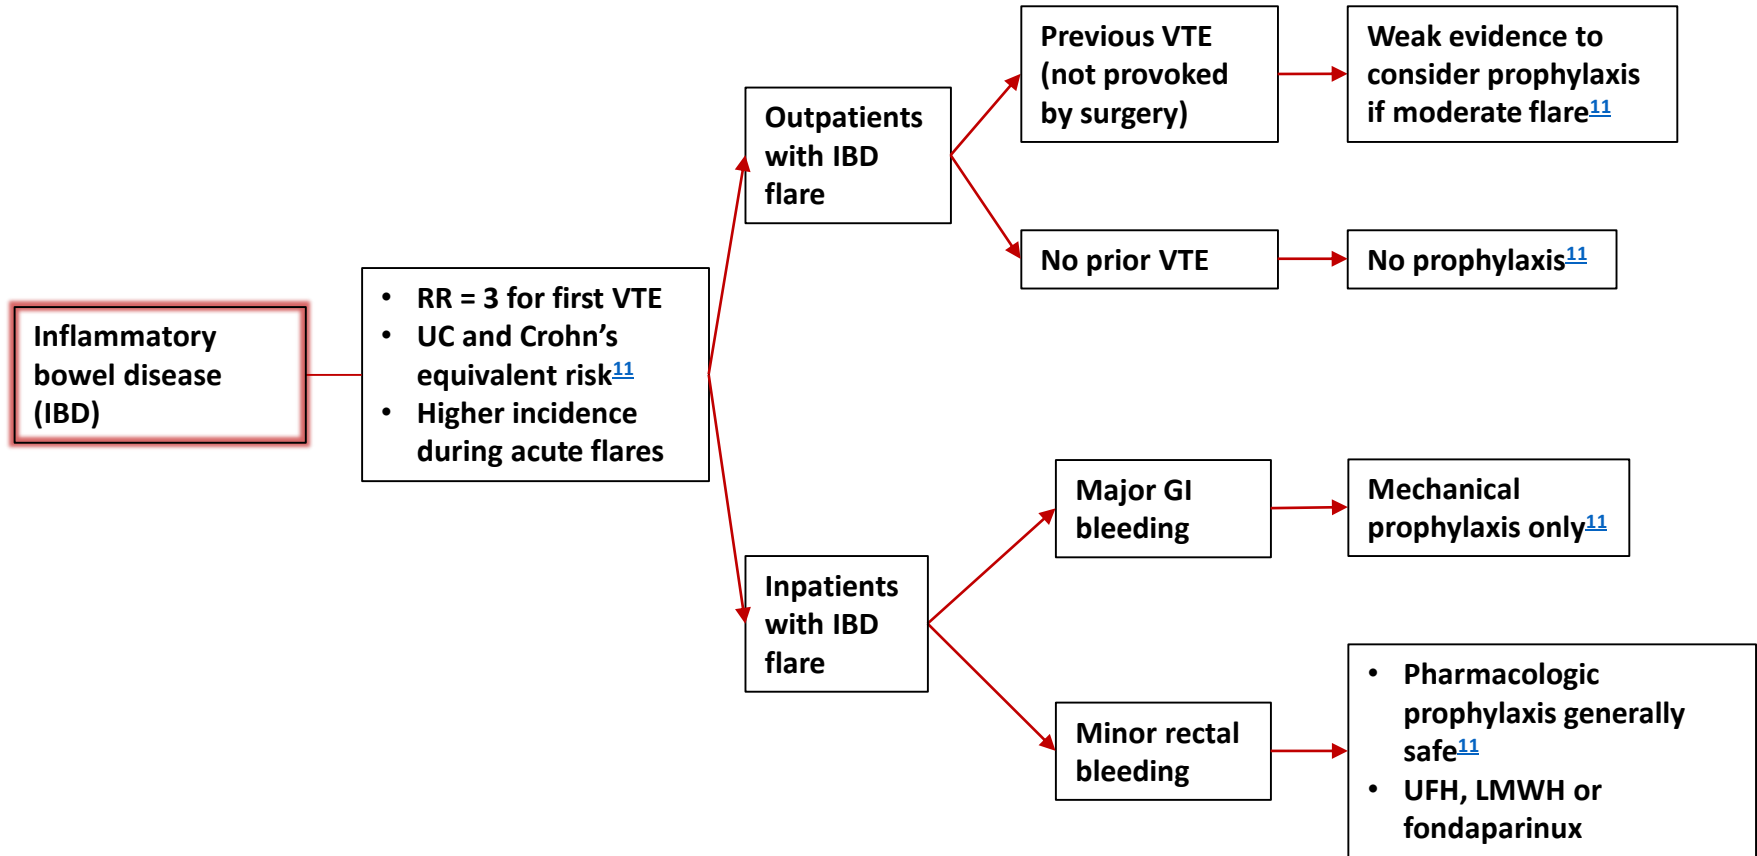 Inflammatory
bowel disease
(IBD)
• RR = 3 for first VTE
• UC and Crohn’s
equivalent risk11
• Higher incidence
during acute flares
Outpatients
with IBD
flare
Previous VTE
(not provoked
by surgery)
Weak evidence to
consider prophylaxis
if moderate flare11
No prior VTE
No prophylaxis11
Inpatients
with IBD
flare
Major GI
bleeding
Mechanical
prophylaxis only11
Minor rectal
bleeding
• Pharmacologic
prophylaxis generally
safe11
• UFH, LMWH or
fondaparinux